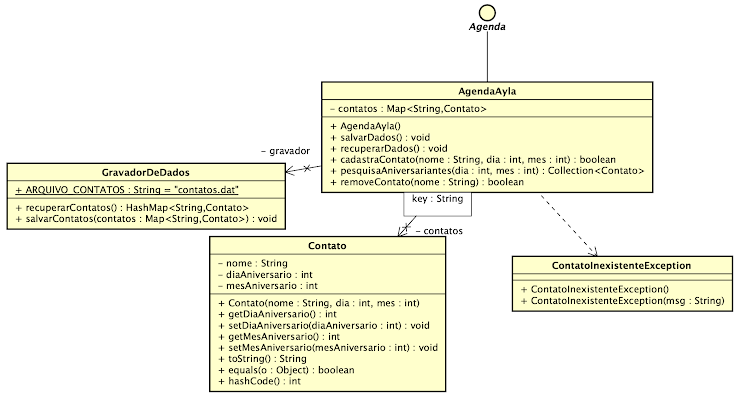 Agenda
AgendaAyla
- contatos : Map<String,Contato>
+ AgendaAyla()
+ salvarDados() : void
+ recuperarDados() : void
+ cadastraContato(nome : String, dia : int, mes : int) : boolean
+ pesquisaAniversariantes(dia : int, mes : int) : Collection<Contato>
+ removeContato(nome : String) : boolean
key : String
- gravador
- contatos
GravadorDeDados
+ ARQUIVO_CONTATOS : String = "contatos.dat"
+ recuperarContatos() : HashMap<String,Contato>
+ salvarContatos(contatos : Map<String,Contato>) : void
Contato
- nome : String
- diaAniversario : int
- mesAniversario : int
+ Contato(nome : String, dia : int, mes : int)
+ getDiaAniversario() : int
+ setDiaAniversario(diaAniversario : int) : void
+ getMesAniversario() : int
+ setMesAniversario(mesAniversario : int) : void
+ toString() : String
+ equals(o : Object) : boolean
+ hashCode() : int
ContatoInexistenteException
+ ContatoInexistenteException()
+ ContatoInexistenteException(msg : String)